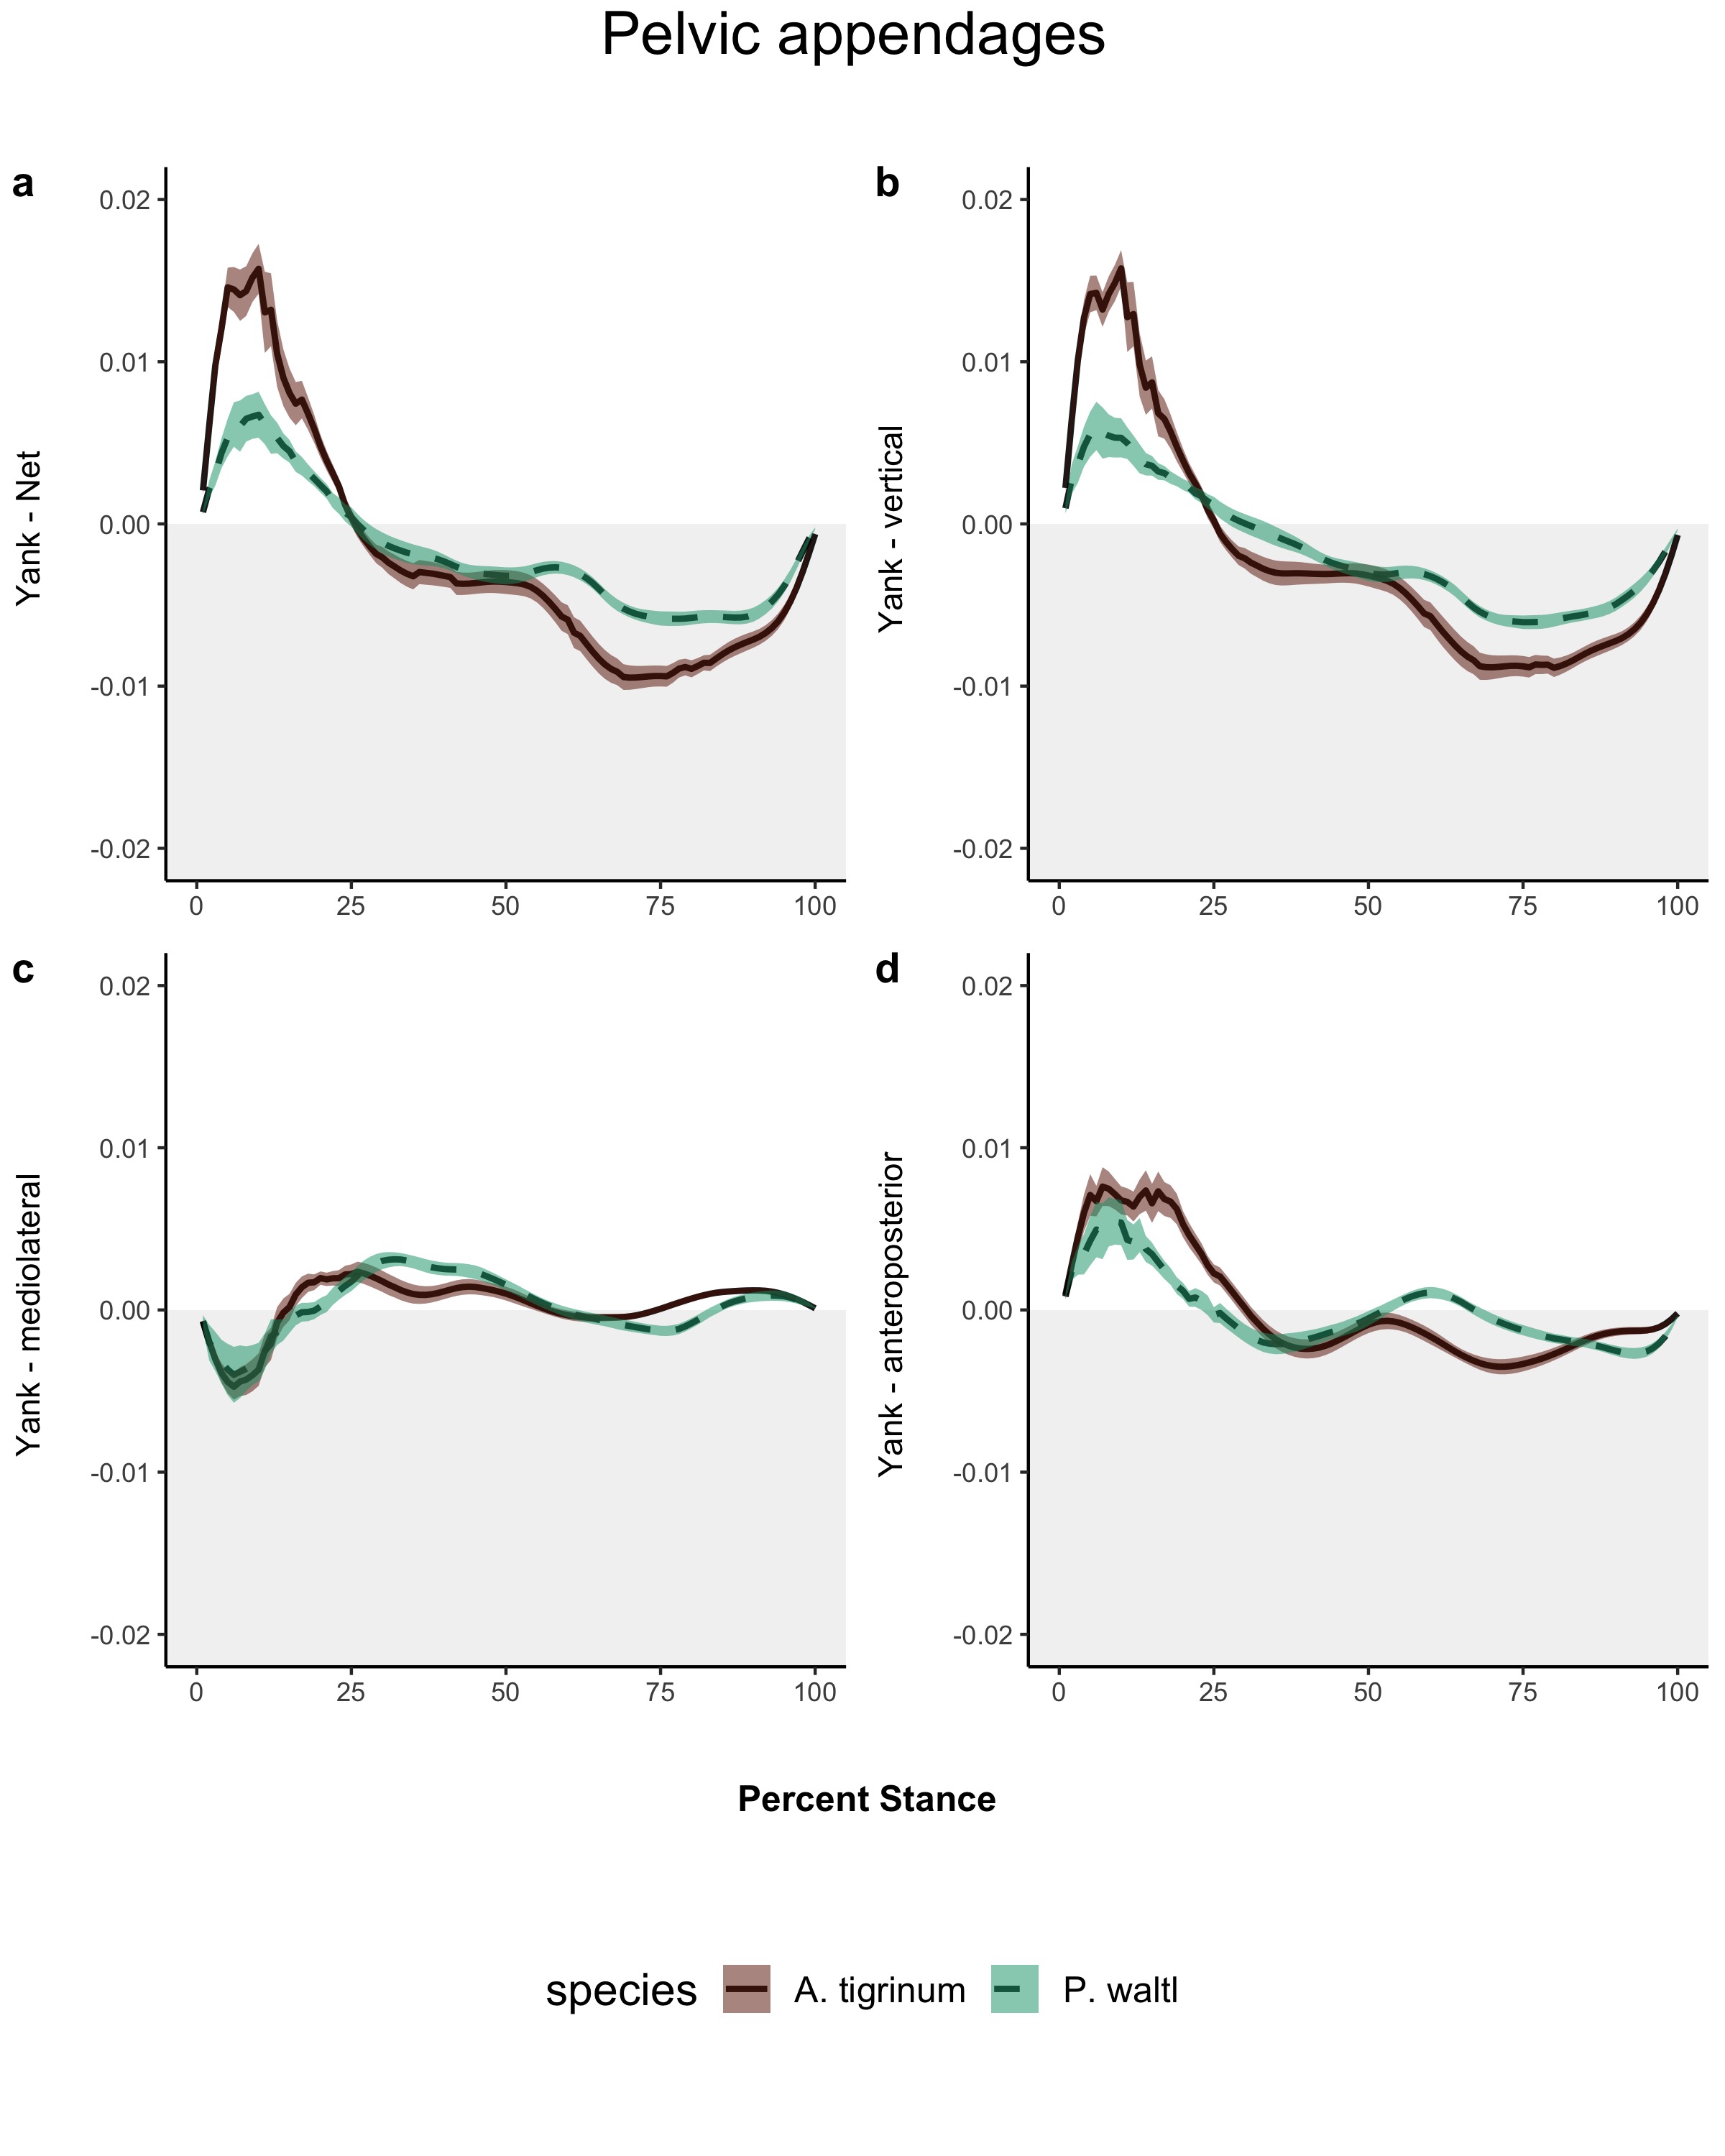 Pelvic appendages
a
Yank - Net
0.02
0.01
0.00
-0.01
-0.02
0 25 50 75 100
b
Yank - vertical
0.02
0.01
0.00
-0.01
-0.02
0 25 50 75 100
c
Yank - mediolateral
0.02
0.01
0.00
-0.01
-0.02
0 25 50 75 100
d
Yank - anteroposterior
0.02
0.01
0.00
-0.01
-0.02
0 25 50 75 100
Percent Stance
species A. tigrinum P. waltl